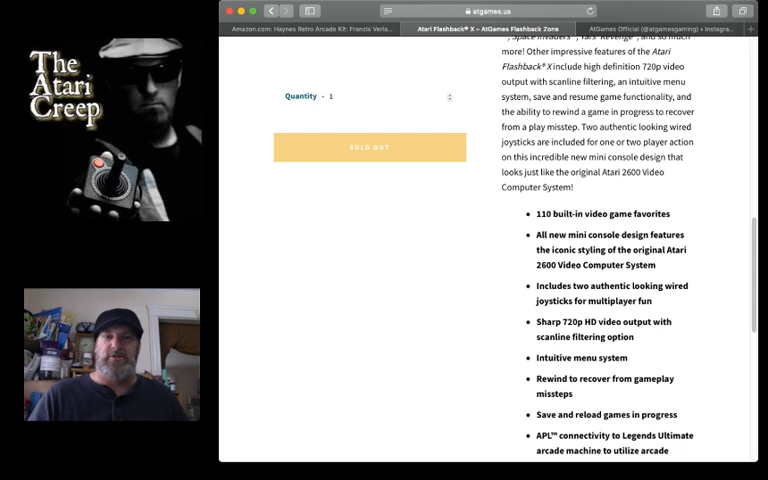 The
Atari
Creep
atgames.us
Amazon.com: Haynes Retro Arcade Kit: Franzis Verla...
Atari Flashback® X – AtGames Flashback Zone
AtGames Official (@atgamesgaming) • Instagra...
Quantity - 1
SOLD OUT
, Space Invaders®, Yars' Revenge®, and so much
more! Other impressive features of the Atari
Flashback® X include high definition 720p video
output with scanline filtering, an intuitive menu
system, save and resume game functionality, and
the ability to rewind a game in progress to recover
from a play misstep. Two authentic looking wired
joysticks are included for one or two player action
on this incredible new mini console design that
looks just like the original Atari 2600 Video
Computer System!
• 110 built-in video game favorites
• All new mini console design features
the iconic styling of the original Atari
2600 Video Computer System
• Includes two authentic looking wired
joysticks for multiplayer fun
• Sharp 720p HD video output with
scanline filtering option
• Intuitive menu system
• Rewind to recover from gameplay
missteps
• Save and reload games in progress
• APL™ connectivity to Legends Ultimate
arcade machine to utilize arcade